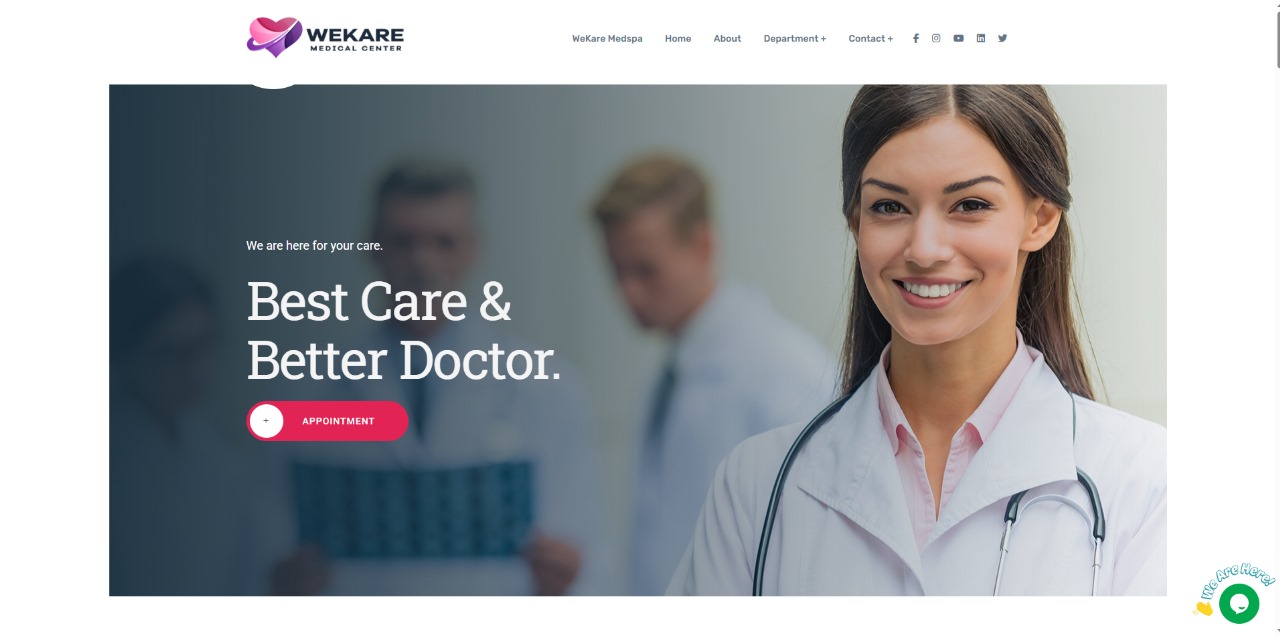 WEKARE
MEDICAL CENTER
WeKare Medspa
Home
About
Department +
Contact +
We are here for your care.
Best Care &
Better Doctor.
+
APPOINTMENT
We Are Here!